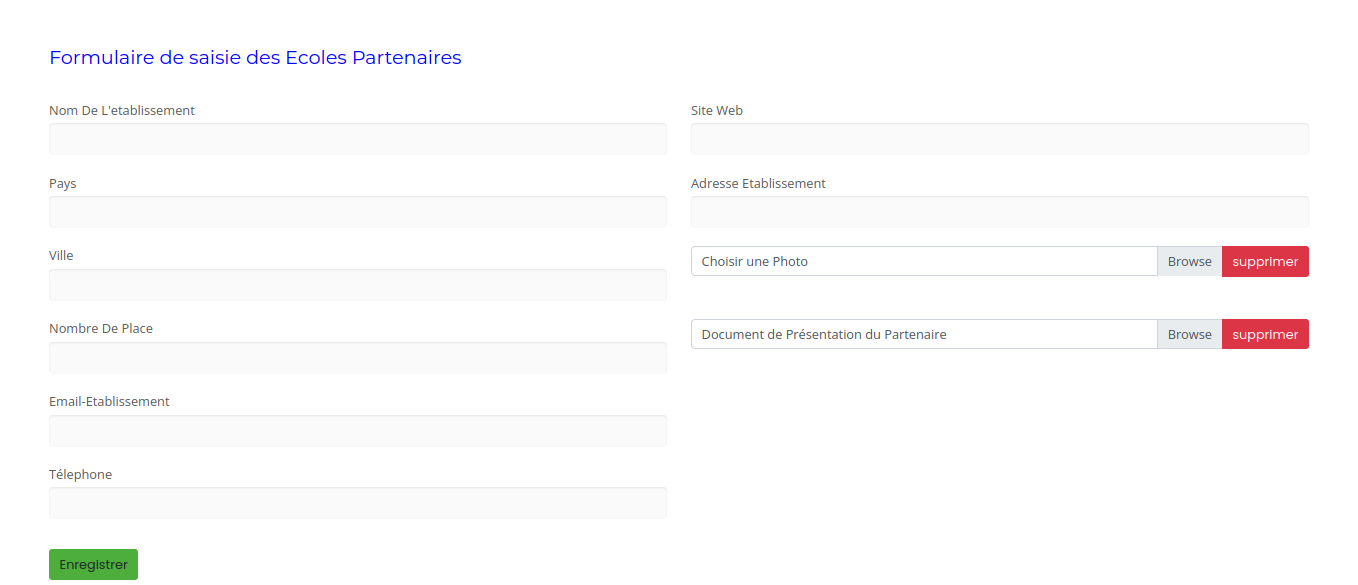 Formulaire de saisie des Ecoles Partenaires
Nom De L'etablissement
Pays
Ville
Nombre De Place
Email-Etablissement
Télephone
Site Web
Adresse Etablissement
Choisir une Photo Browse supprimer
Document de Présentation du Partenaire Browse supprimer
Enregistrer